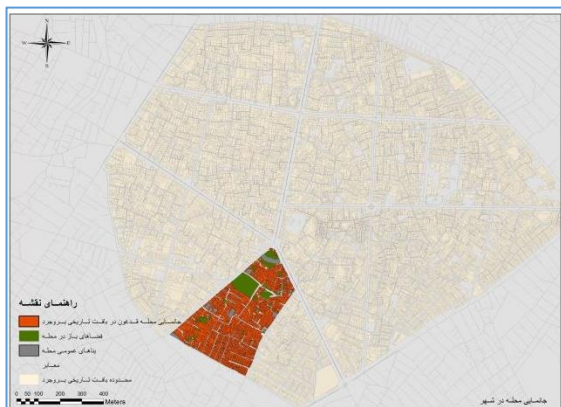 N
W E
S
راهنمای نقشه
جانمایی محله قدغون در بافت تاریخی بروجرد
فضاهای باز در محله
بناهای عمومی محله
معابر
محدوده بافت تاریخی بروجرد
0 50 100 200 300 400
Meters
جانمایی محله در شهر